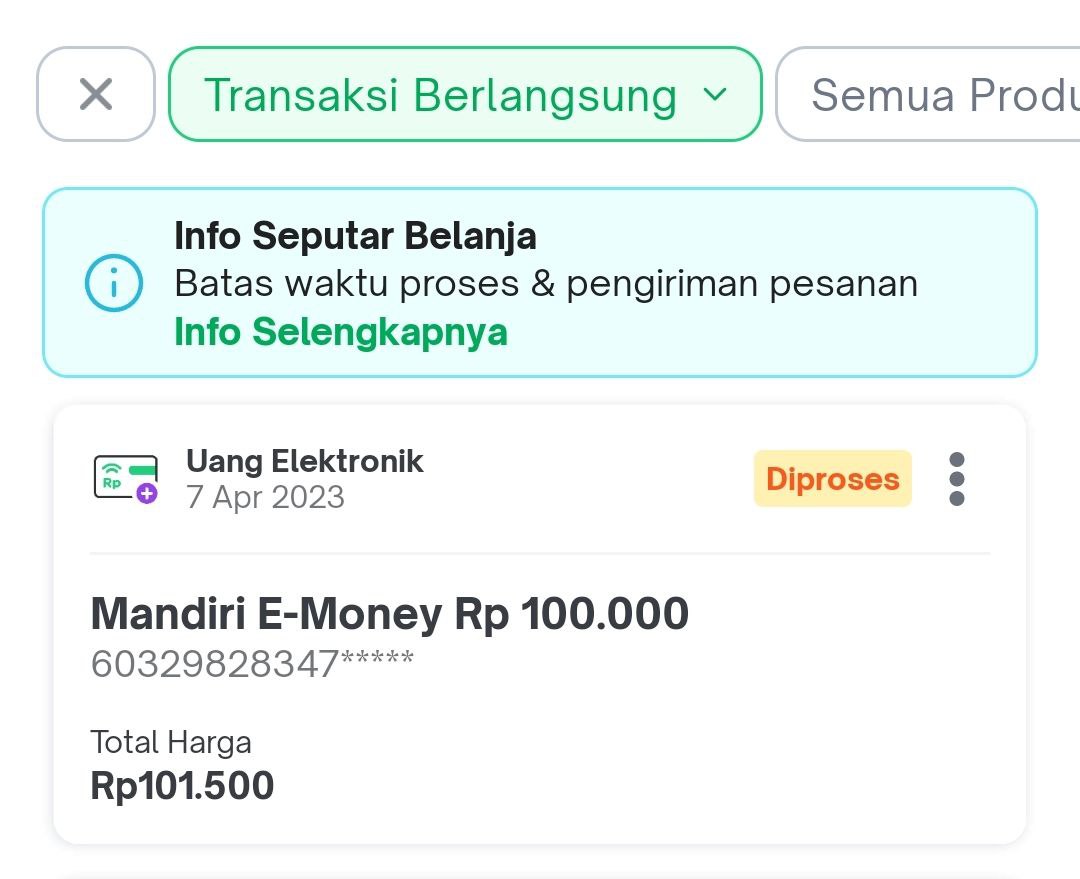 Transaksi Berlangsung
Semua Produ
Info Seputar Belanja
Batas waktu proses & pengiriman pesanan
Info Selengkapnya
Rp
Uang Elektronik
7 Apr 2023
Diproses
Mandiri E-Money Rp 100.000
60329828347*****
Total Harga
Rp101.500